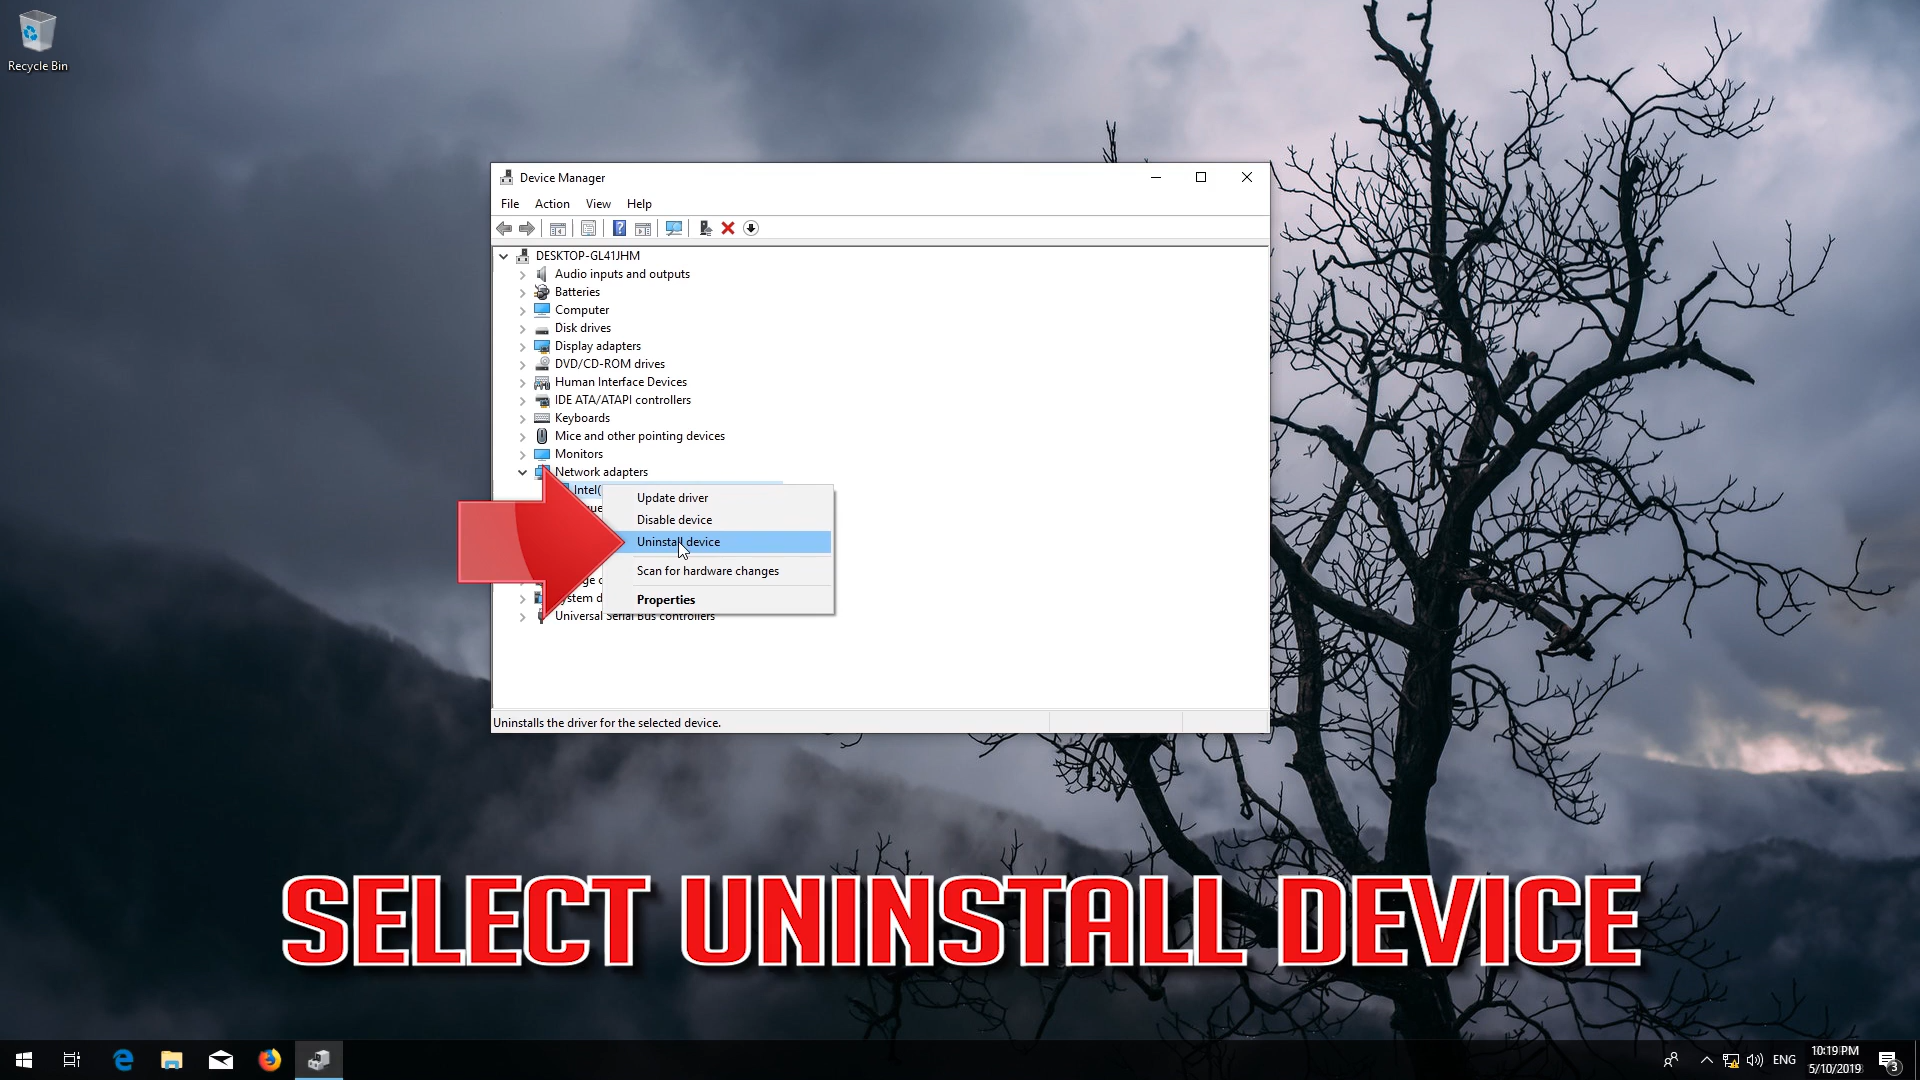 Recycle Bin
Device Manager
File Action View Help
DESKTOP-GL41JHM
Audio inputs and outputs
Batteries
Computer
Disk drives
Display adapters
DVD/CD-ROM drives
Human Interface Devices
IDE ATA/ATAPI controllers
Keyboards
Mice and other pointing devices
Monitors
Network adapters
Intel(
Update driver
Disable device
Uninstall device
Scan for hardware changes
Properties
Universal Serial Bus controllers
Uninstalls the driver for the selected device.
SELECT UNINSTALL DEVICE
ENG
10:19 PM
5/10/2019
3